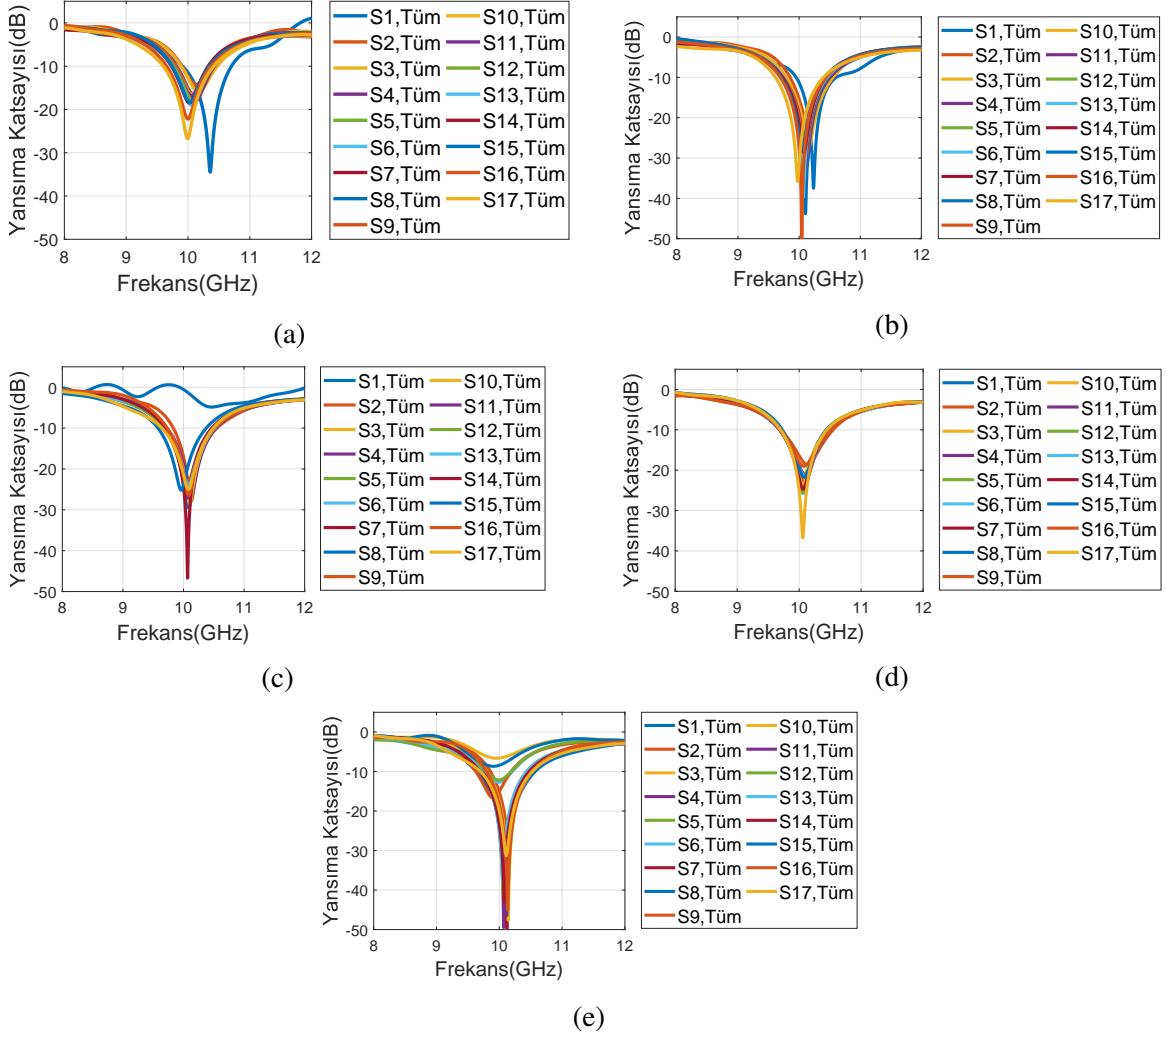 Yansıma Katsayısı(dB)
0
-10
-20
-30
-40
-50
8 9 10 11 12
Frekans(GHz)
S1,Tüm S10,Tüm
S2,Tüm S11,Tüm
S3,Tüm S12,Tüm
S4,Tüm S13,Tüm
S5,Tüm S14,Tüm
S6,Tüm S15,Tüm
S7,Tüm S16,Tüm
S8,Tüm S17,Tüm
S9,Tüm
(a)
Yansıma Katsayısı(dB)
0
-10
-20
-30
-40
-50
8 9 10 11 12
Frekans(GHz)
S1,Tüm S10,Tüm
S2,Tüm S11,Tüm
S3,Tüm S12,Tüm
S4,Tüm S13,Tüm
S5,Tüm S14,Tüm
S6,Tüm S15,Tüm
S7,Tüm S16,Tüm
S8,Tüm S17,Tüm
S9,Tüm
(b)
Yansıma Katsayısı(dB)
0
-10
-20
-30
-40
-50
8 9 10 11 12
Frekans(GHz)
S1,Tüm S10,Tüm
S2,Tüm S11,Tüm
S3,Tüm S12,Tüm
S4,Tüm S13,Tüm
S5,Tüm S14,Tüm
S6,Tüm S15,Tüm
S7,Tüm S16,Tüm
S8,Tüm S17,Tüm
S9,Tüm
(c)
Yansıma Katsayısı(dB)
0
-10
-20
-30
-40
-50
8 9 10 11 12
Frekans(GHz)
S1,Tüm S10,Tüm
S2,Tüm S11,Tüm
S3,Tüm S12,Tüm
S4,Tüm S13,Tüm
S5,Tüm S14,Tüm
S6,Tüm S15,Tüm
S7,Tüm S16,Tüm
S8,Tüm S17,Tüm
S9,Tüm
(d)
Yansıma Katsayısı(dB)
0
-10
-20
-30
-40
-50
8 9 10 11 12
Frekans(GHz)
S1,Tüm S10,Tüm
S2,Tüm S11,Tüm
S3,Tüm S12,Tüm
S4,Tüm S13,Tüm
S5,Tüm S14,Tüm
S6,Tüm S15,Tüm
S7,Tüm S16,Tüm
S8,Tüm S17,Tüm
S9,Tüm
(e)